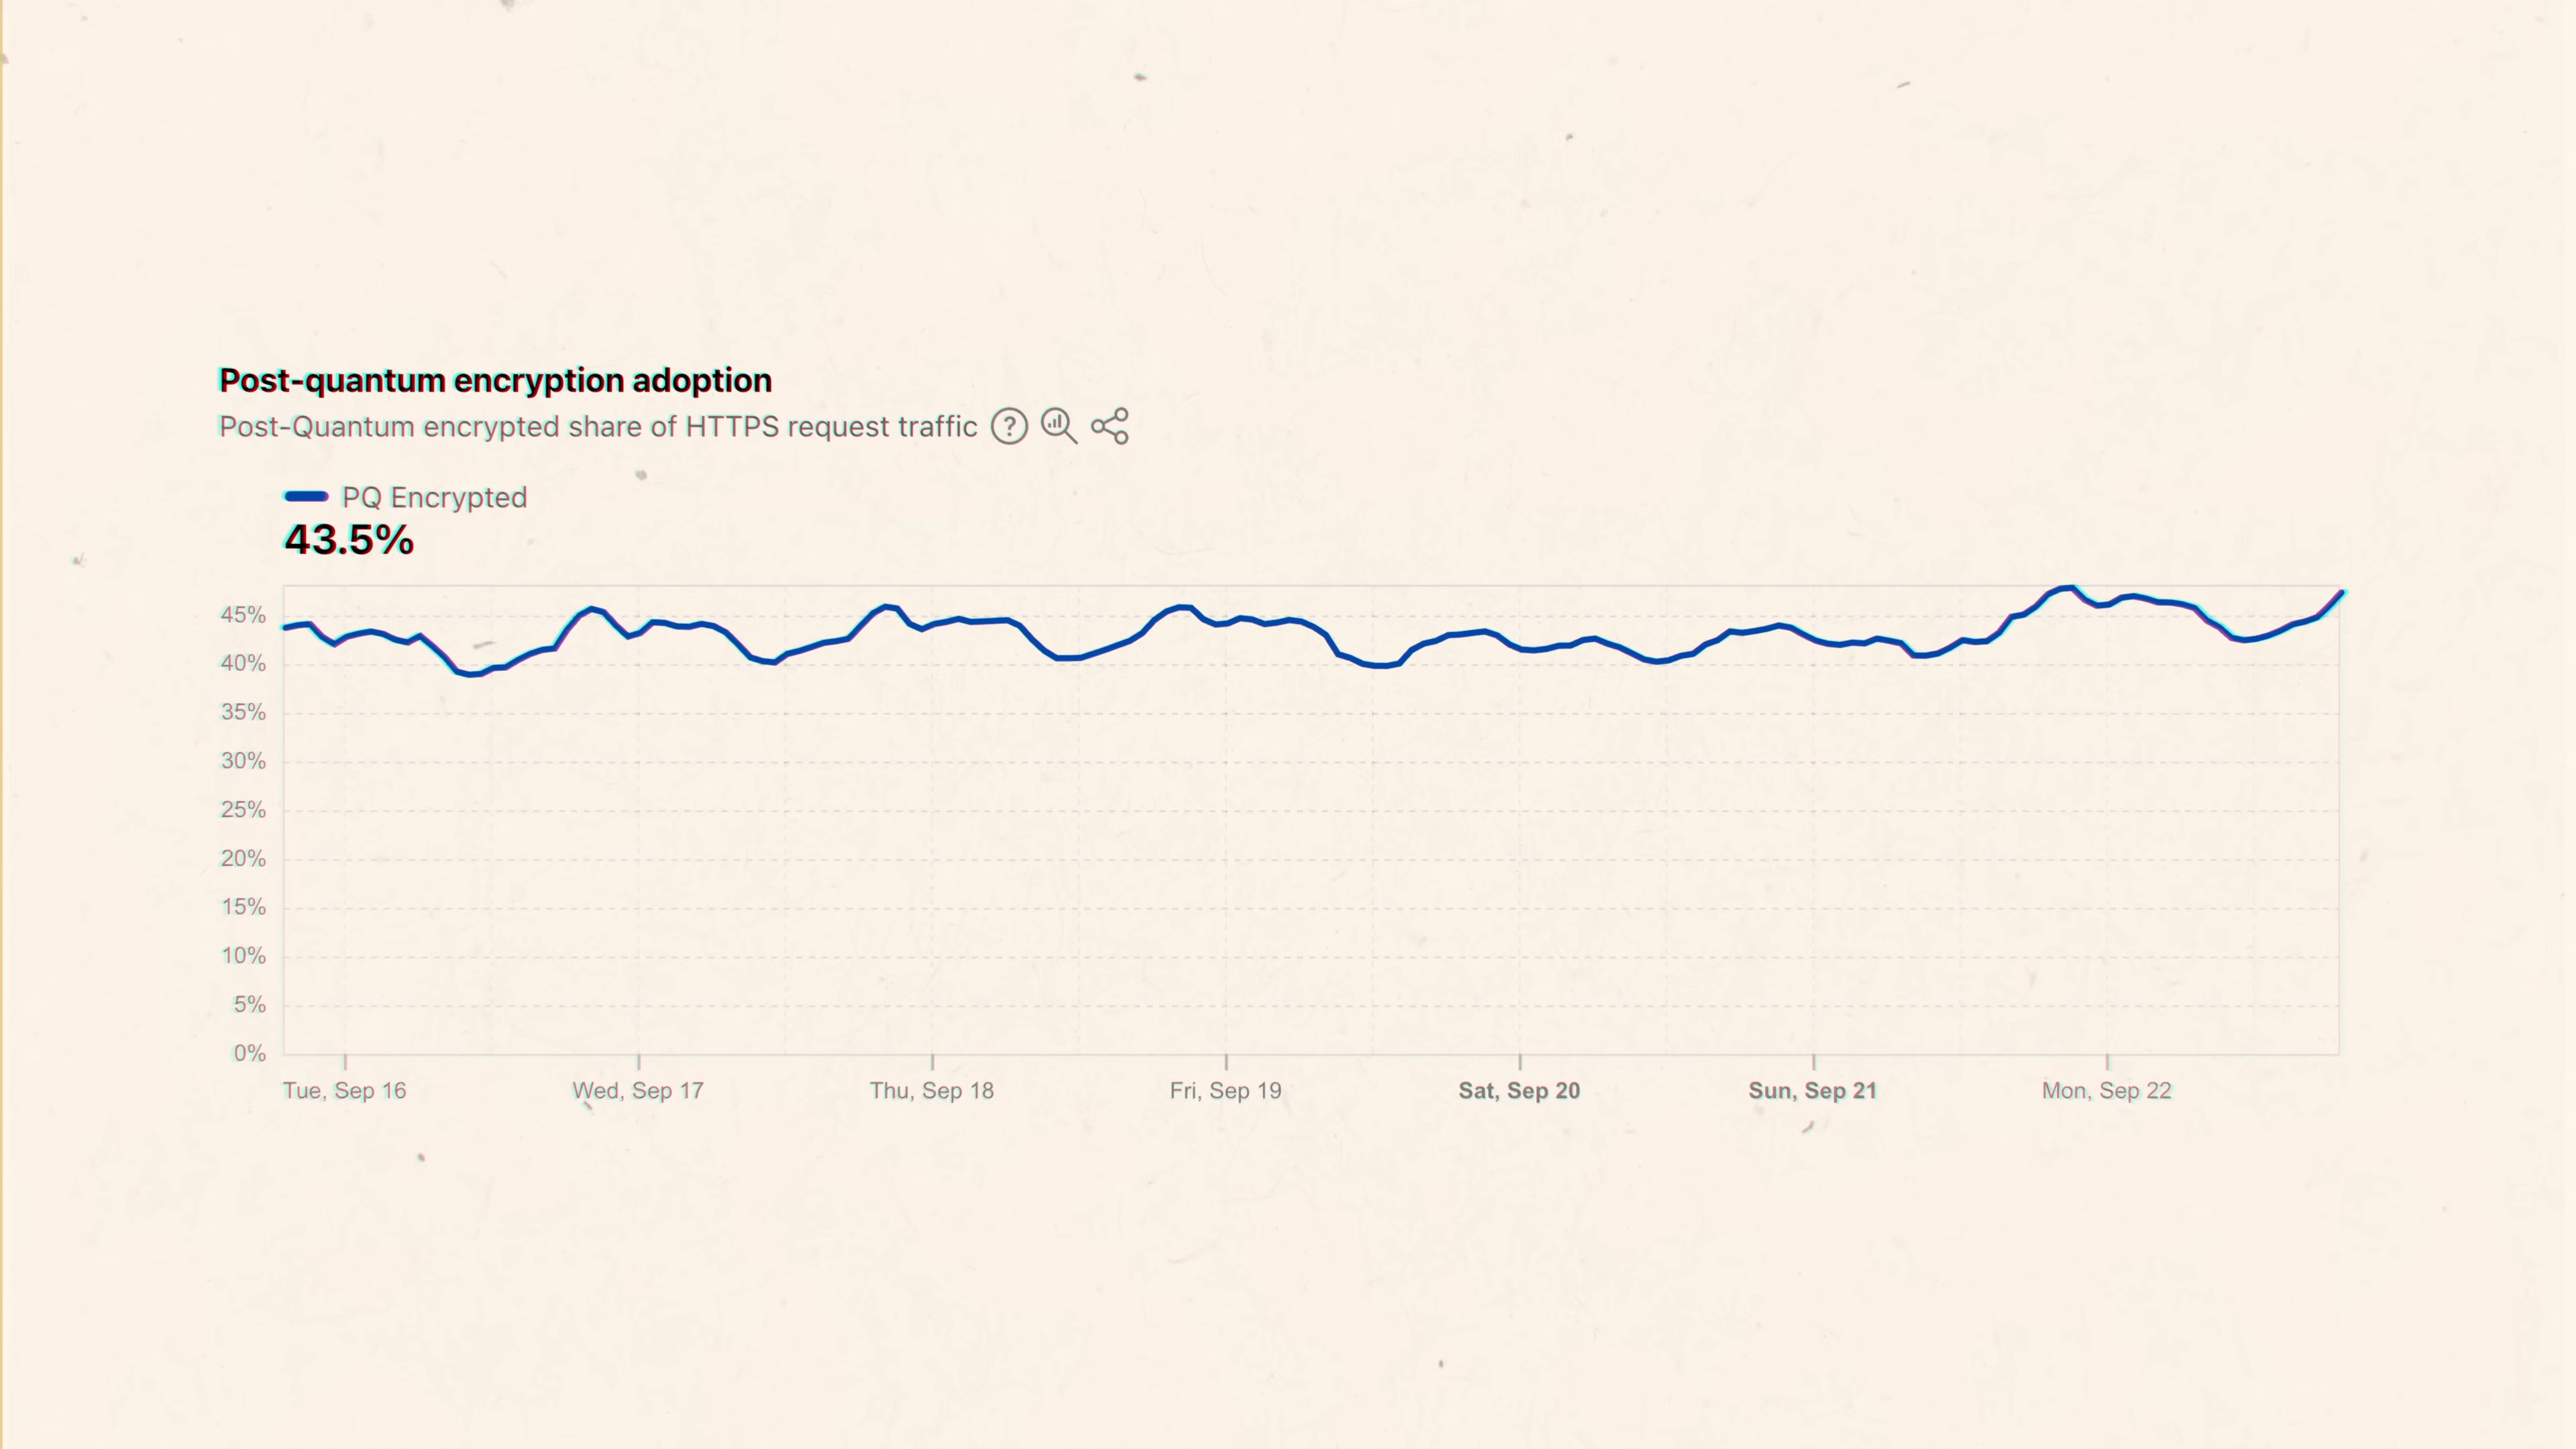 Post-quantum encryption adoption
Post-Quantum encrypted share of HTTPS request traffic ?
PQ Encrypted
43.5%
45%
40%
35%
30%
25%
20%
15%
10%
5%
0%
Tue, Sep 16 Wed, Sep 17 Thu, Sep 18 Fri, Sep 19 Sat, Sep 20 Sun, Sep 21 Mon, Sep 22